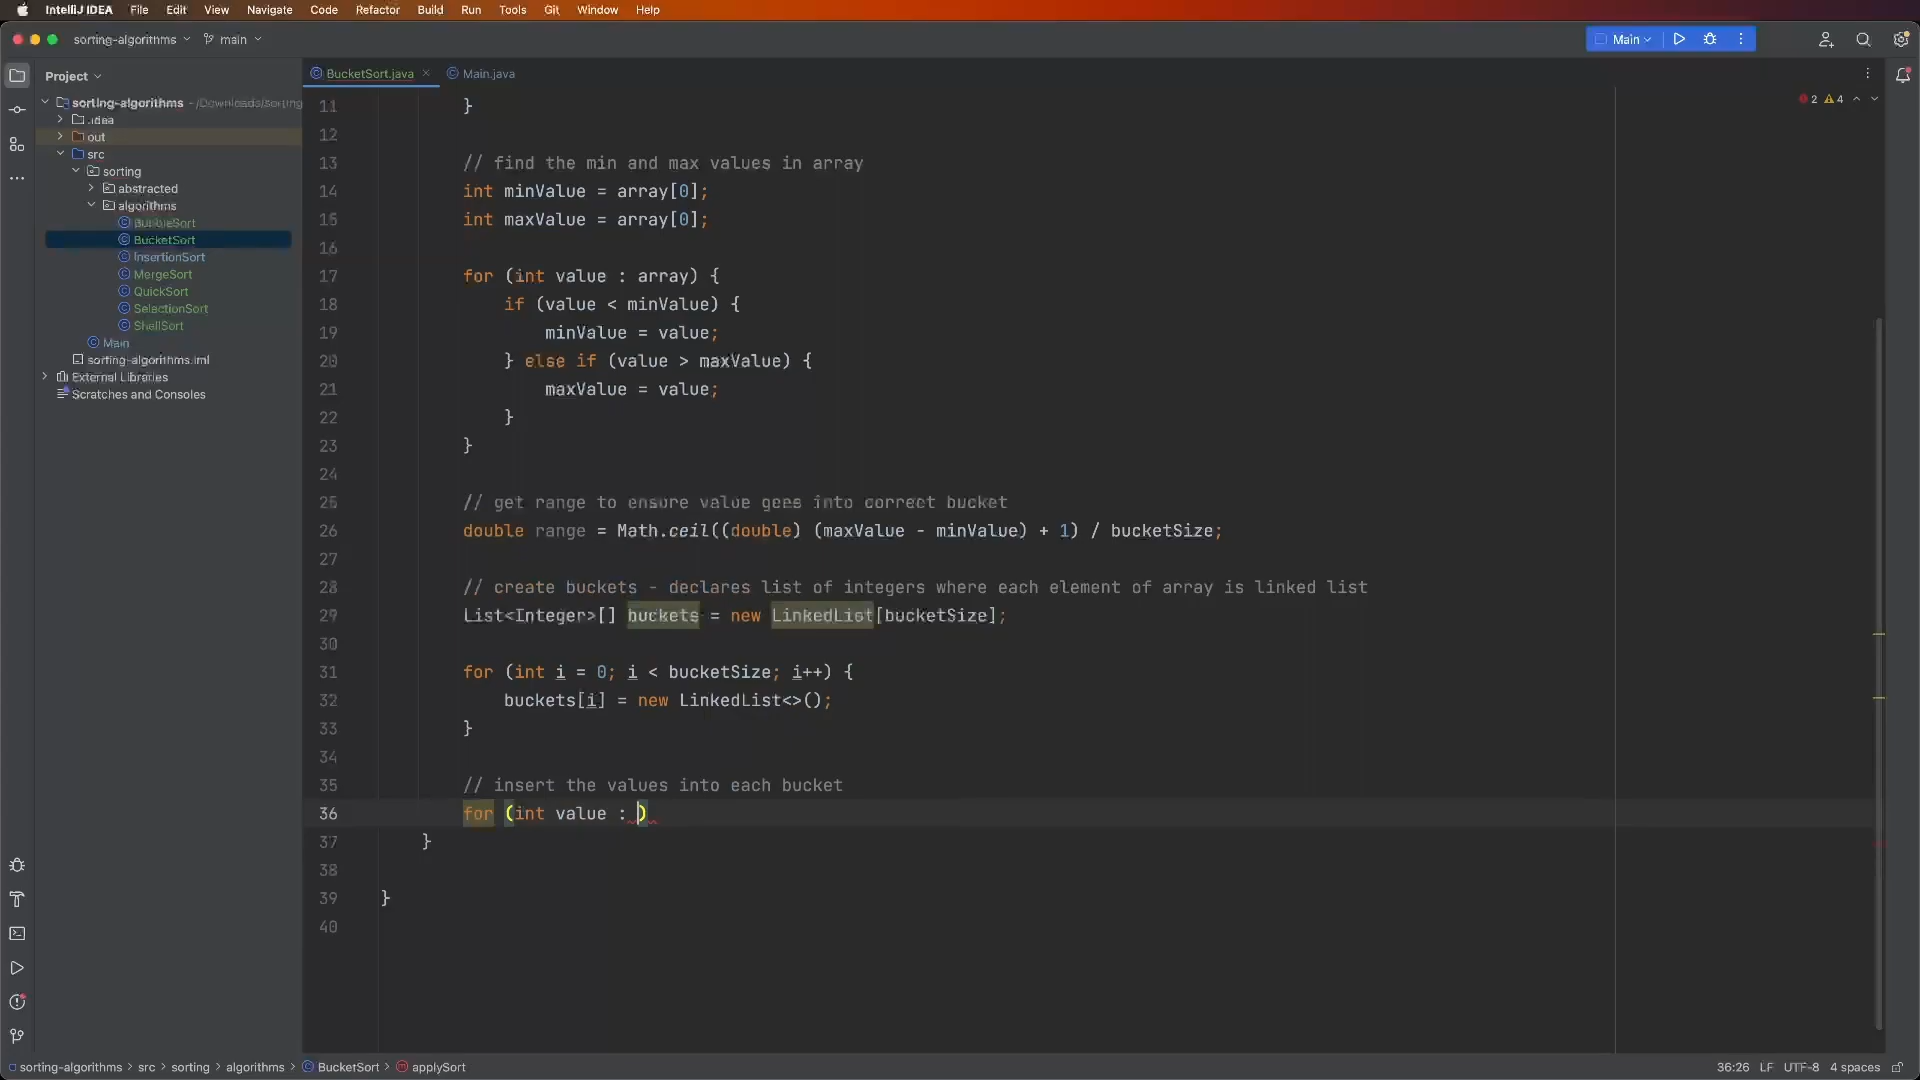 IntelliJ IDEA File Edit View Navigate Code Refactor Build Run Tools Git Window Help
sorting-algorithms main Main
Project
BucketSort.java Main.java
sorting-algorithms ~/Downloads/sorting
.idea
out
src
sorting
abstracted
algorithms
BubbleSort
BucketSort
InsertionSort
MergeSort
QuickSort
SelectionSort
ShellSort
Main
sorting-algorithms.iml
External Libraries
Scratches and Consoles
2 4
11 }
12
13 // find the min and max values in array
14 int minValue = array[0];
15 int maxValue = array[0];
16
17 for (int value : array) {
18 if (value < minValue) {
19 minValue = value;
20 } else if (value > maxValue) {
21 maxValue = value;
22 }
23 }
24
25 // get range to ensure value goes into correct bucket
26 double range = Math.ceil((double) (maxValue - minValue) + 1) / bucketSize;
27
28 // create buckets - declares list of integers where each element of array is linked list
29 List<Integer>[] buckets = new LinkedList[bucketSize];
30
31 for (int i = 0; i < bucketSize; i++) {
32 buckets[i] = new LinkedList<>();
33 }
34
35 // insert the values into each bucket
36 for (int value : )
37 }
38
39 }
40
sorting-algorithms > src > sorting > algorithms > BucketSort > applySort
36:26 LF UTF-8 4 spaces